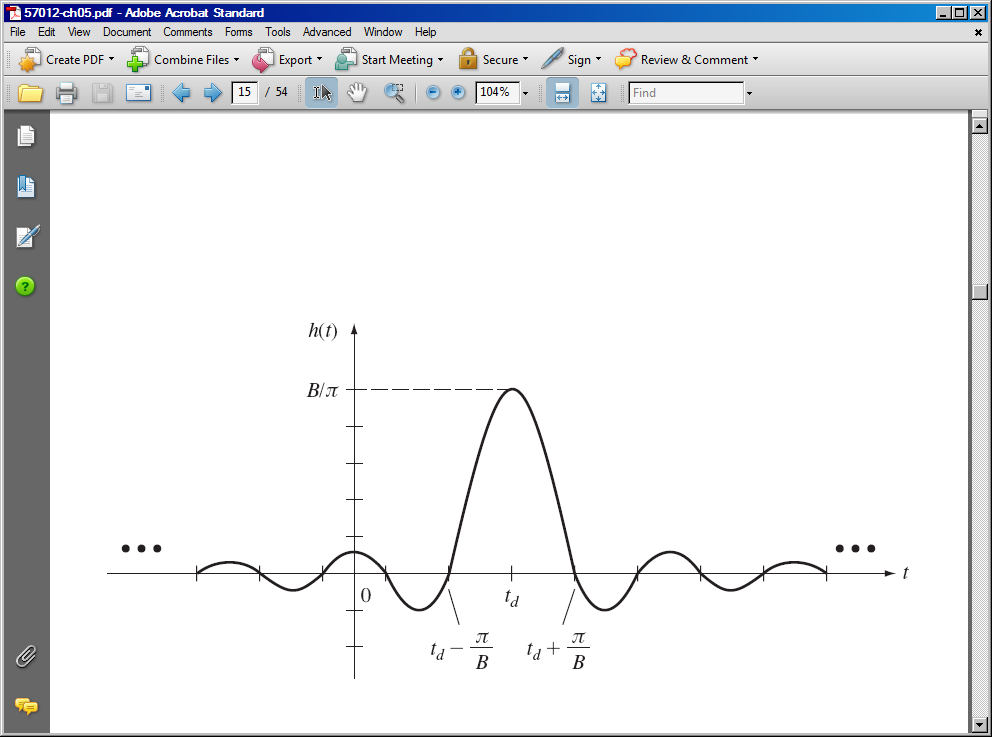 57012-ch05.pdf - Adobe Acrobat Standard
File Edit View Document Comments Forms Tools Advanced Window Help
Create PDF Combine Files Export Start Meeting Secure Sign Review & Comment
15 / 54 104% Find
h(t)
B/π
0 t_d t
t_d − π/B t_d + π/B